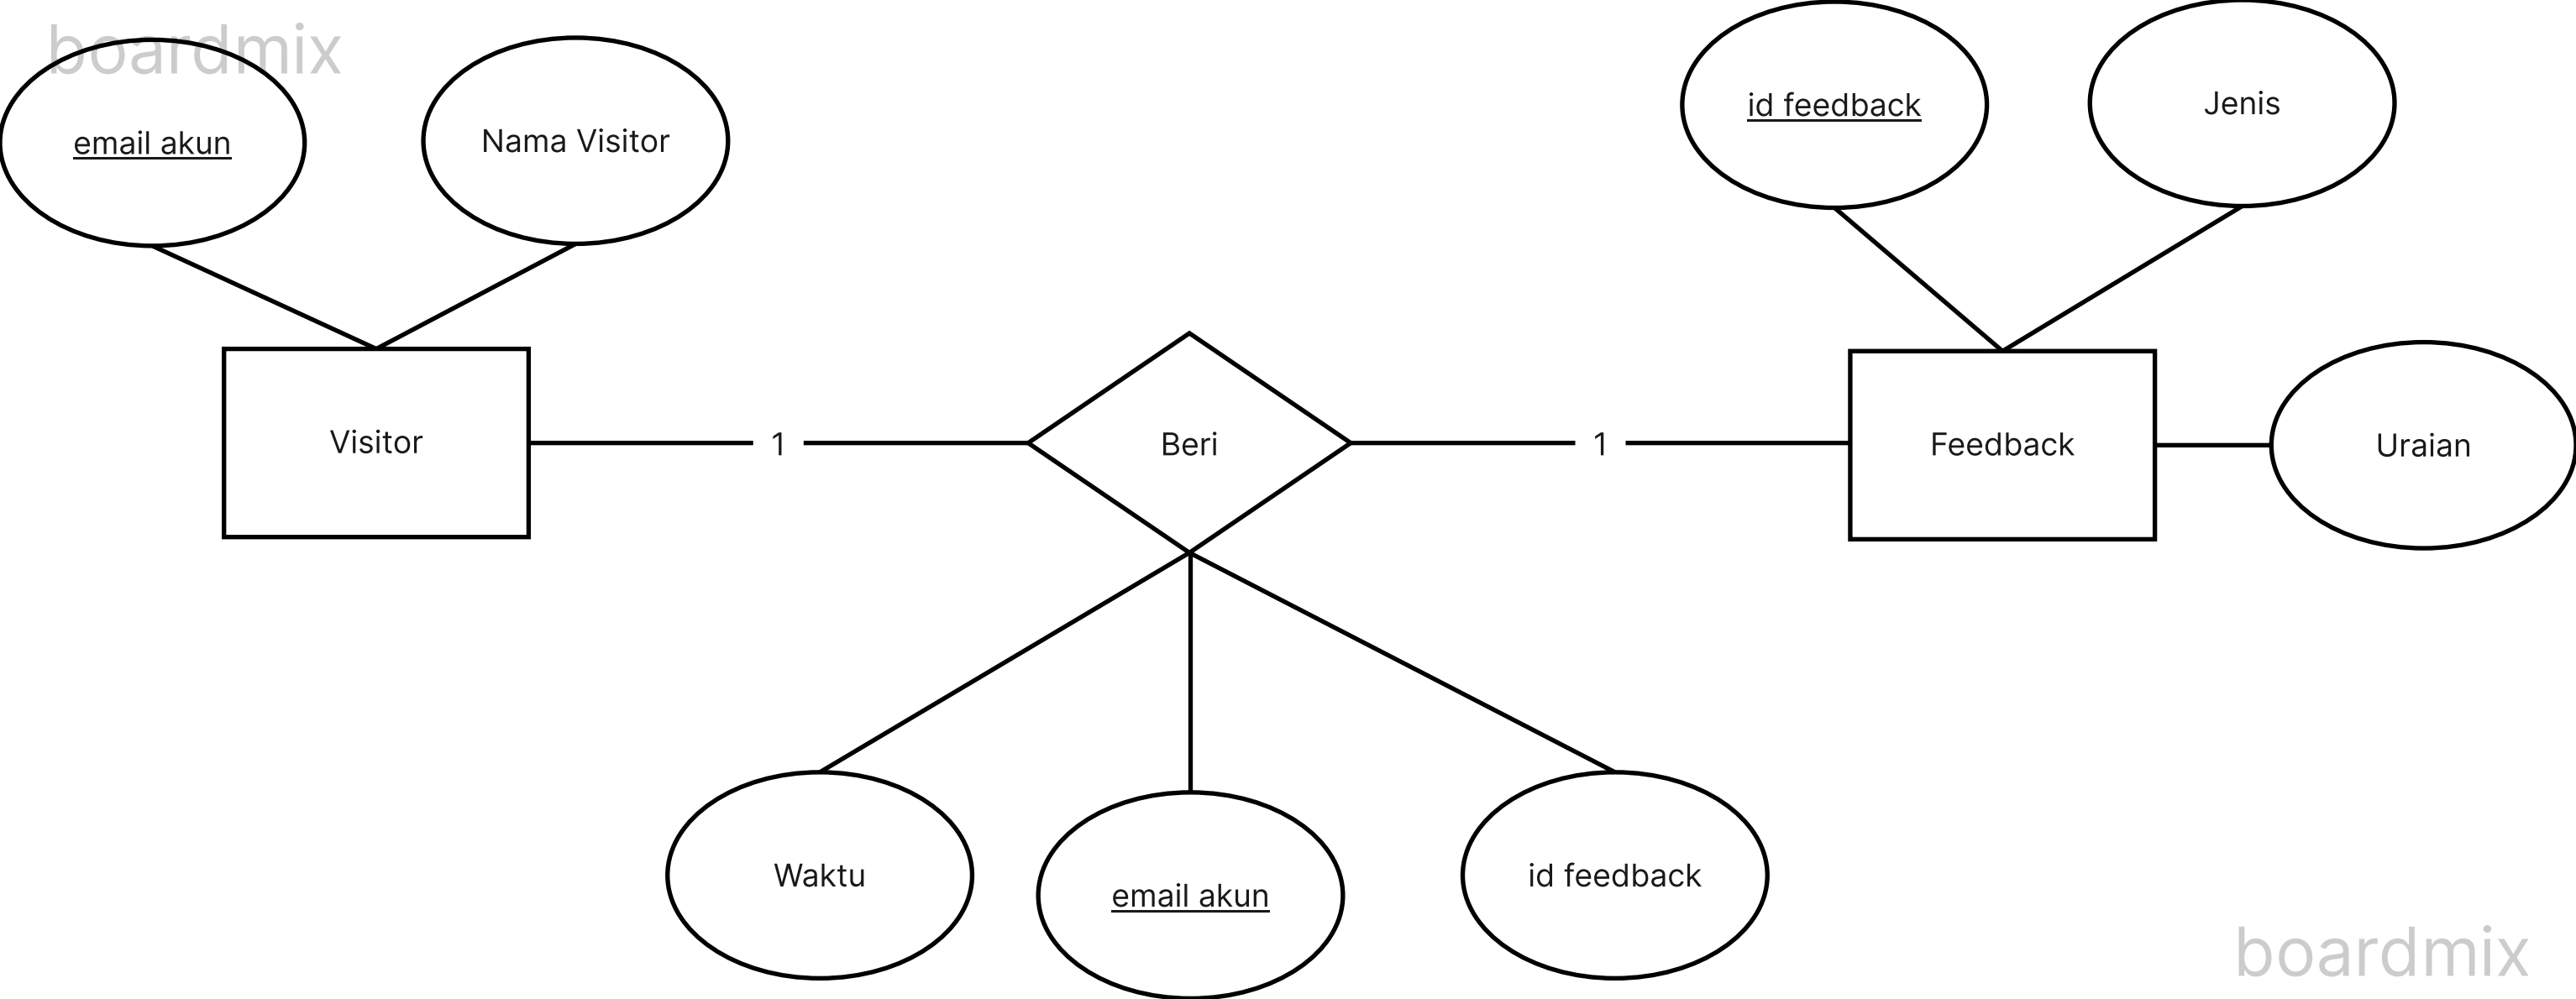 boardmix
email akun
Nama Visitor
id feedback
Jenis
Visitor
1
Beri
1
Feedback
Uraian
Waktu
email akun
id feedback
boardmix